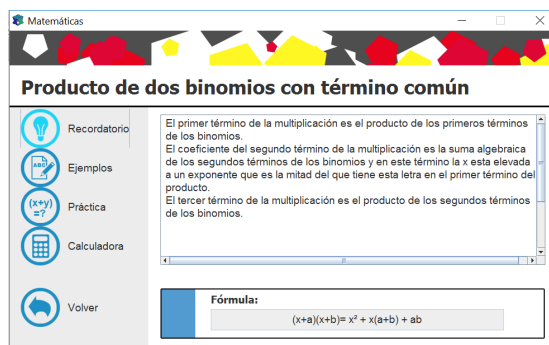 Matemáticas
Producto de dos binomios con término común
Recordatorio
ABC
Ejemplos
(x+y)
=?
Práctica
Calculadora
Volver
El primer término de la multiplicación es el producto de los primeros términos
de los binomios.
El coeficiente del segundo término de la multiplicación es la suma algebraica
de los segundos términos de los binomios y en este término la x esta elevada
a un exponente que es la mitad del que tiene esta letra en el primer término del
producto.
El tercer término de la multiplicación es el producto de los segundos términos
de los binomios.
Fórmula:
(x+a)(x+b)= x² + x(a+b) + ab